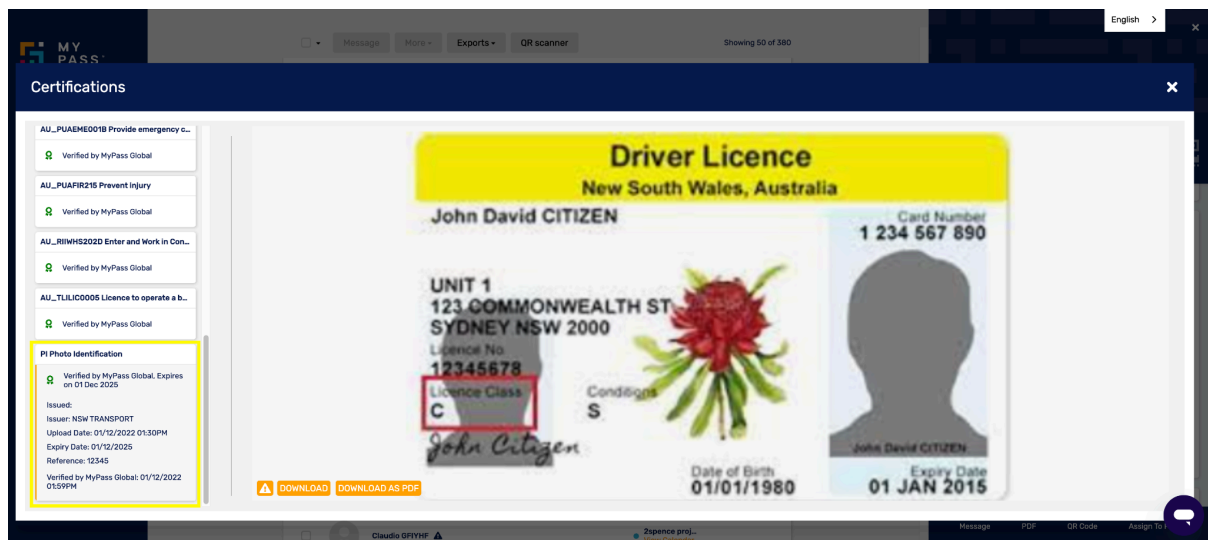 English >
MY
PASS
Message More Exports QR scanner
Showing 50 of 380
Certifications
AU_PUAEME001B Provide emergency c...
Verified by MyPass Global
AU_PUAFIR215 Prevent injury
Verified by MyPass Global
AU_RIIWHS202D Enter and Work in Con...
Verified by MyPass Global
AU_TLILIC0005 Licence to operate a b...
Verified by MyPass Global
PI Photo Identification
Verified by MyPass Global, Expires
on 01 Dec 2025
Issued:
Issuer: NSW TRANSPORT
Upload Date: 01/12/2022 01:30PM
Expiry Date: 01/12/2025
Reference: 12345
Verified by MyPass Global: 01/12/2022
01:59PM
Driver Licence
New South Wales, Australia
John David CITIZEN
Card Number
1 234 567 890
UNIT 1
123 COMMONWEALTH ST
SYDNEY NSW 2000
Licence No
12345678
Licence Class
C
Conditions
S
John Citizen
John David CITIZEN
Date of Birth
01/01/1980
Expiry Date
01 JAN 2015
DOWNLOAD DOWNLOAD AS PDF
Claudio GFIYHF
2spence proj...
Message PDF QR Code Assign To